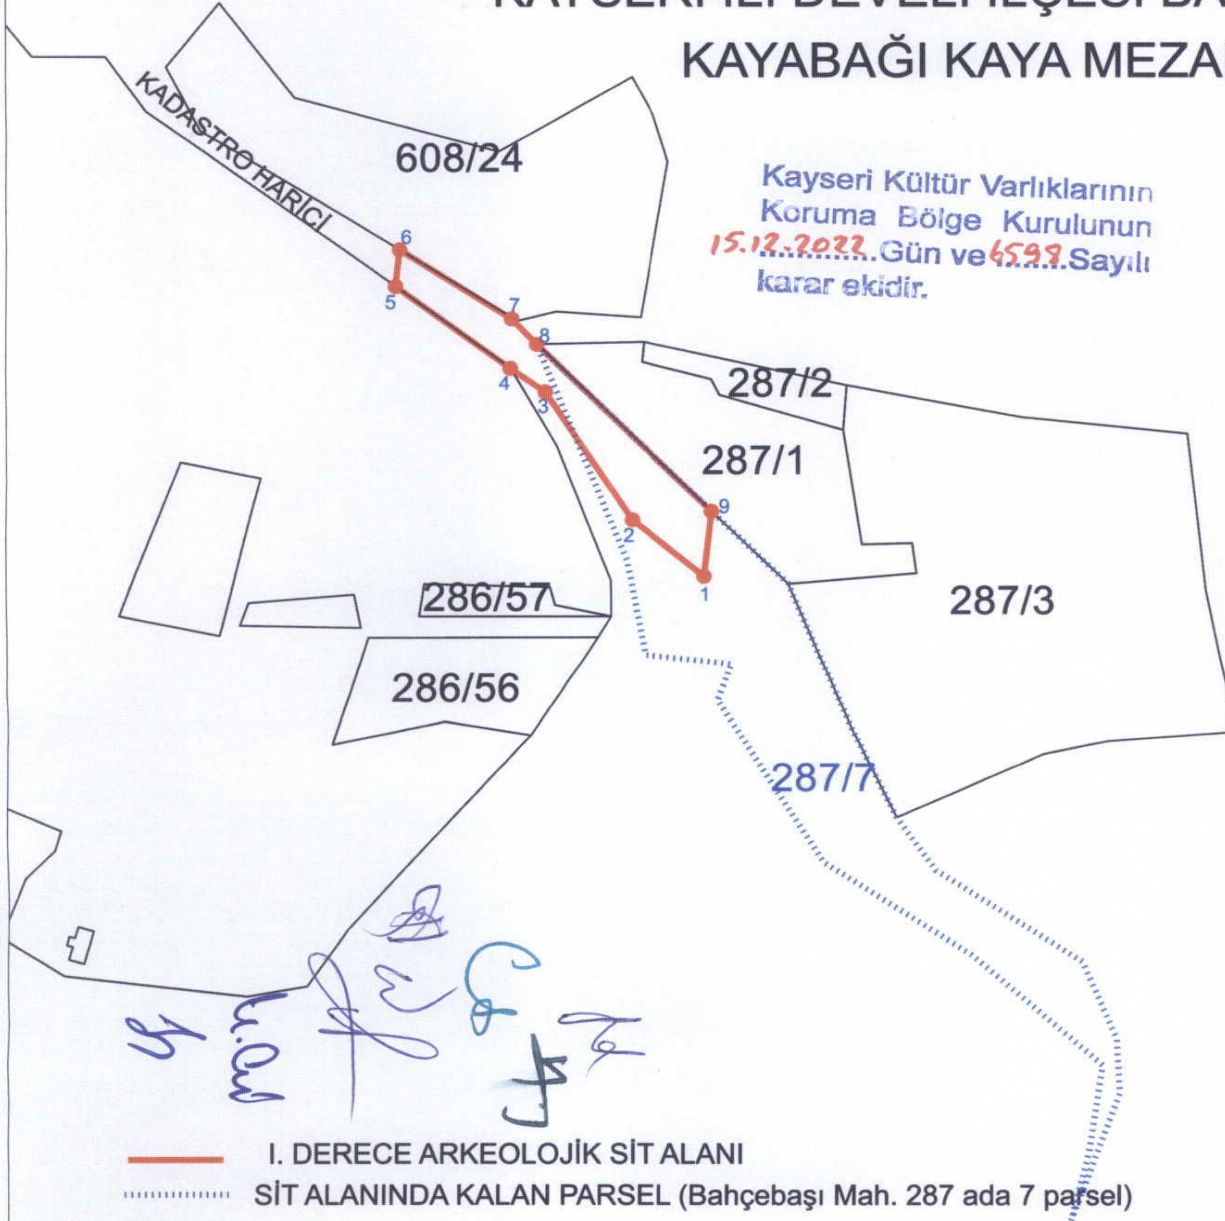 KAYABAĞI KAYA MEZA
KADASTRO HARİCİ
608/24
Kayseri Kültür Varlıklarının
Koruma Bölge Kurulunun
15.12.2022 Gün ve 6598 Sayılı
karar ekidir.
6
5
7
8
4
3
287/2
287/1
9
2
1
286/57
287/3
286/56
287/7
I. DERECE ARKEOLOJİK SİT ALANI
SİT ALANINDA KALAN PARSEL (Bahçebaşı Mah. 287 ada 7 parsel)